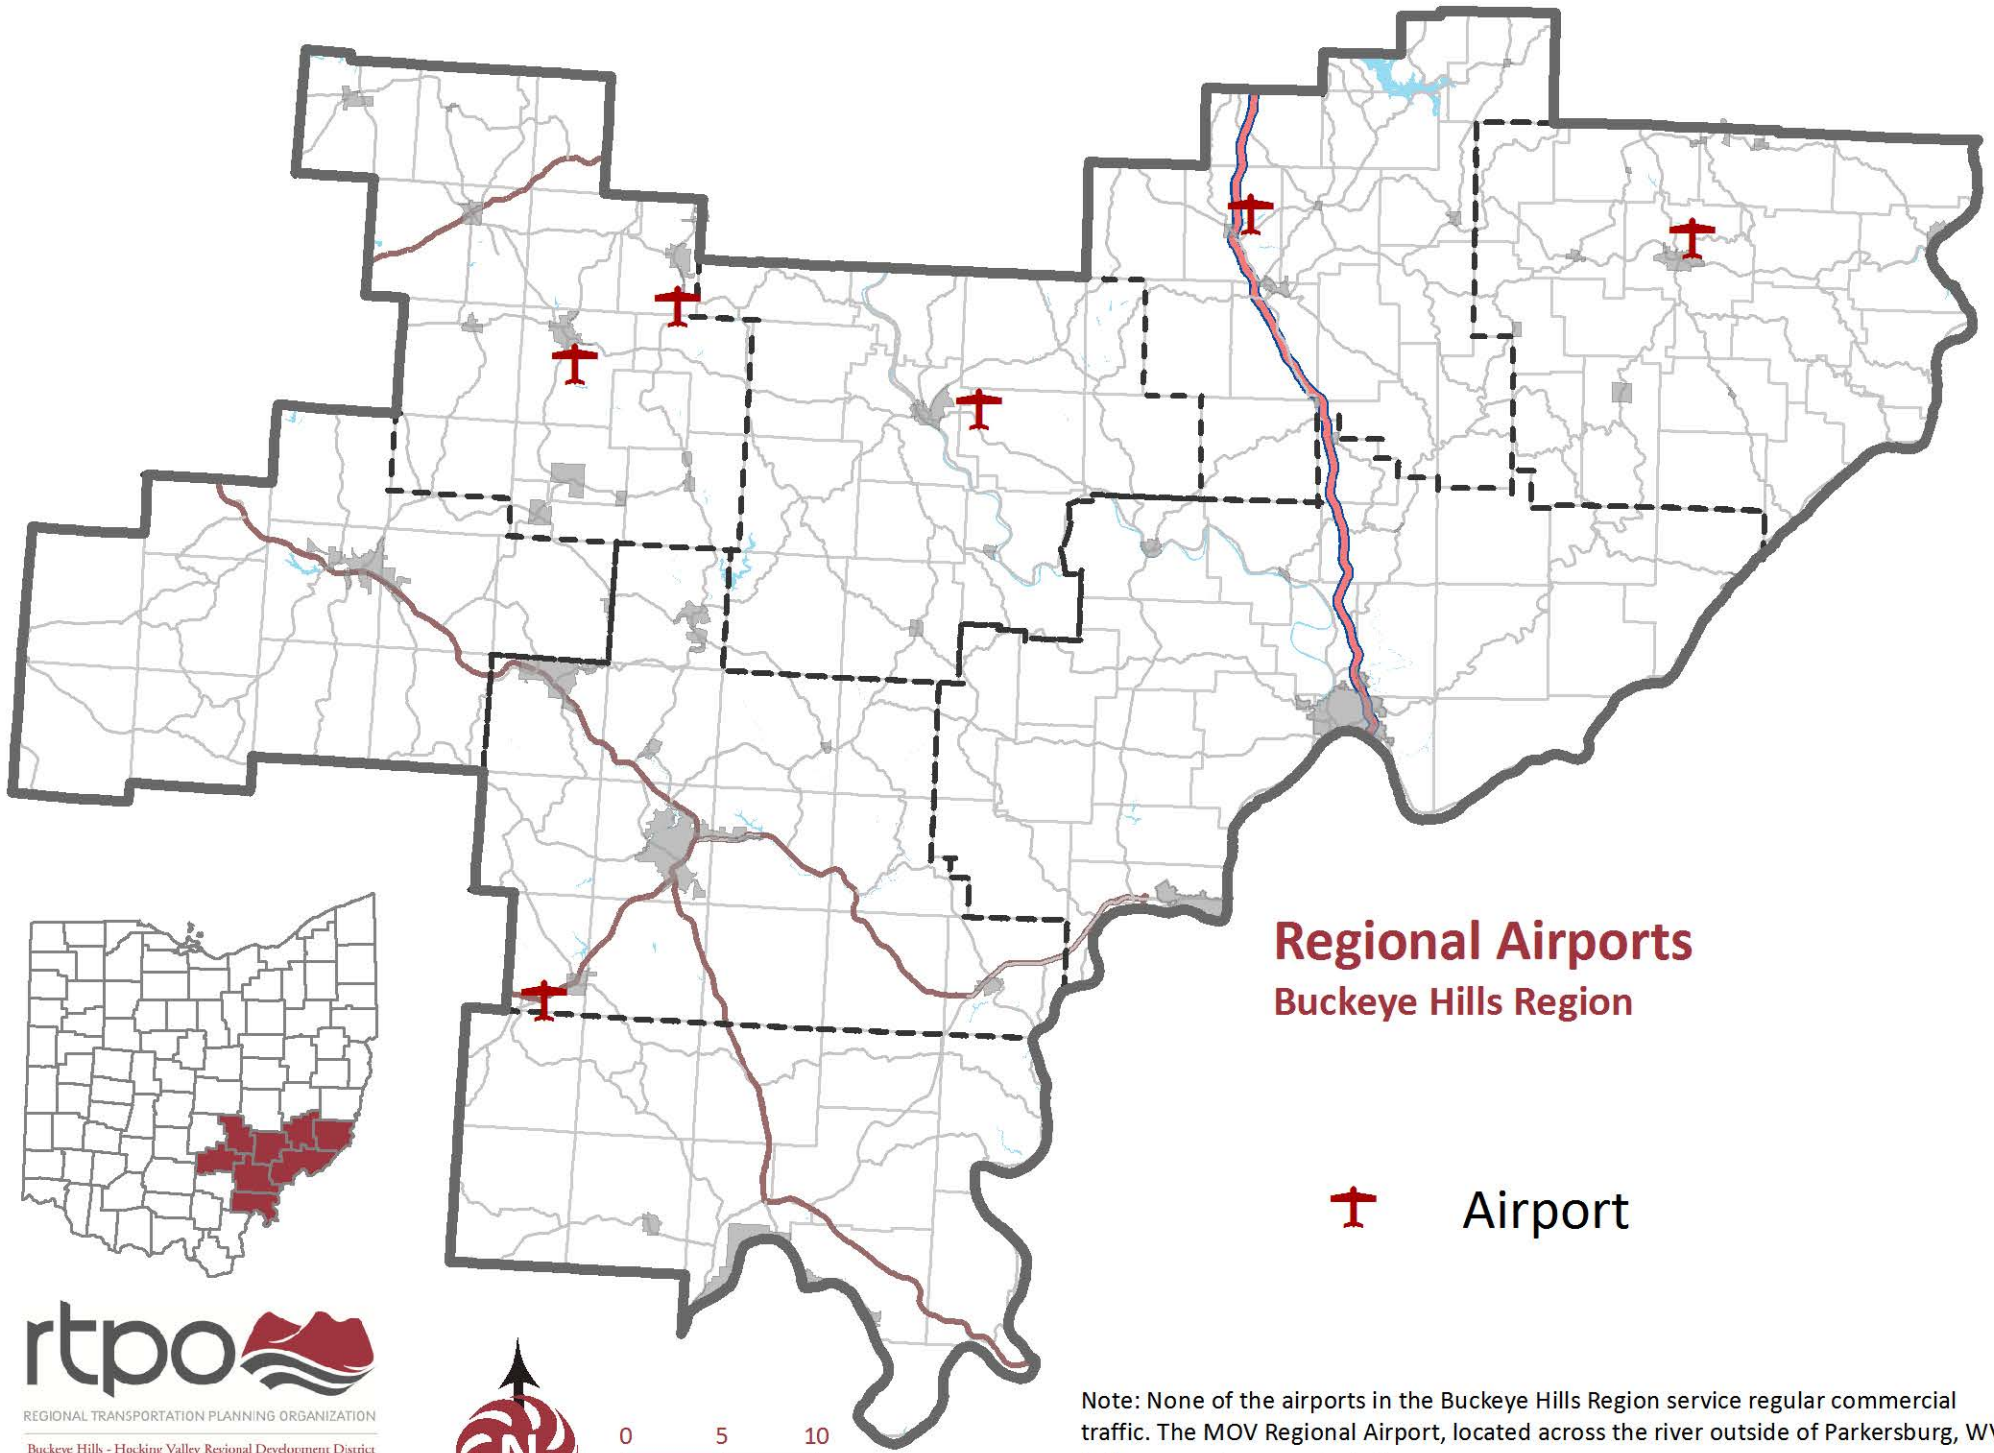 Regional Airports
Buckeye Hills Region
Airport
rtpo
REGIONAL TRANSPORTATION PLANNING ORGANIZATION
Buckeye Hills - Hocking Valley Regional Development District
N
0 5 10
Note: None of the airports in the Buckeye Hills Region service regular commercial
traffic. The MOV Regional Airport, located across the river outside of Parkersburg, WV